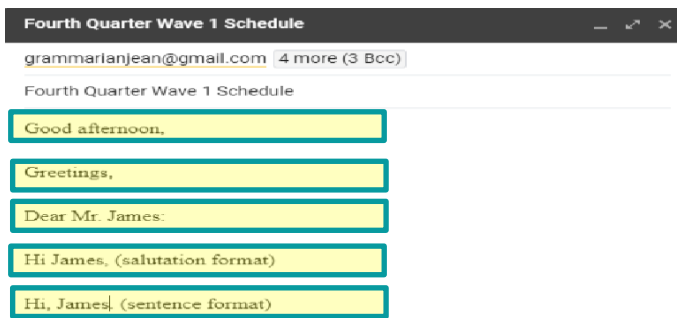 Fourth Quarter Wave 1 Schedule
grammarianjean@gmail.com 4 more (3 Bcc)
Fourth Quarter Wave 1 Schedule
Good afternoon,
Greetings,
Dear Mr. James:
Hi James, (salutation format)
Hi, James. (sentence format)